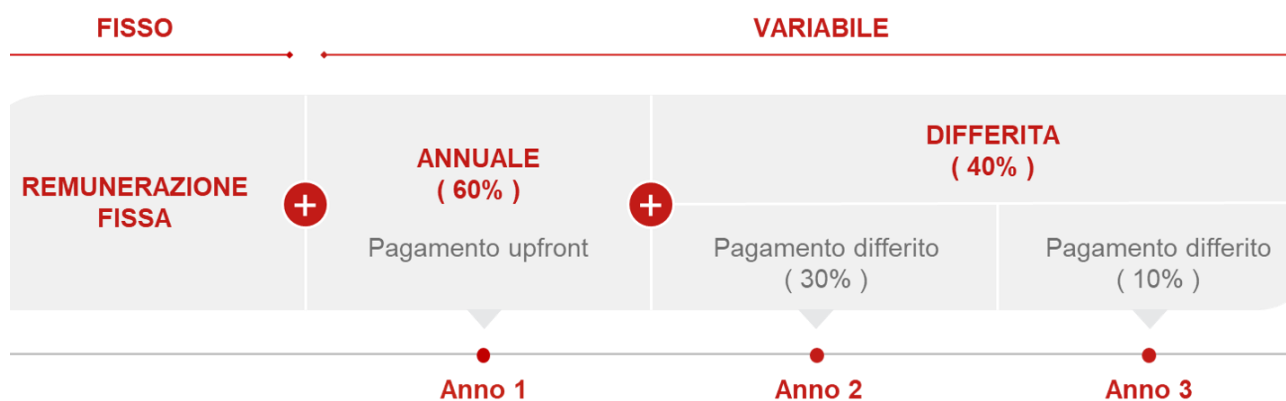 FISSO
VARIABILE
REMUNERAZIONE
FISSA
+
ANNUALE
( 60% )
Pagamento upfront
+
DIFFERITA
( 40% )
Pagamento differito
( 30% )
Pagamento differito
( 10% )
Anno 1
Anno 2
Anno 3